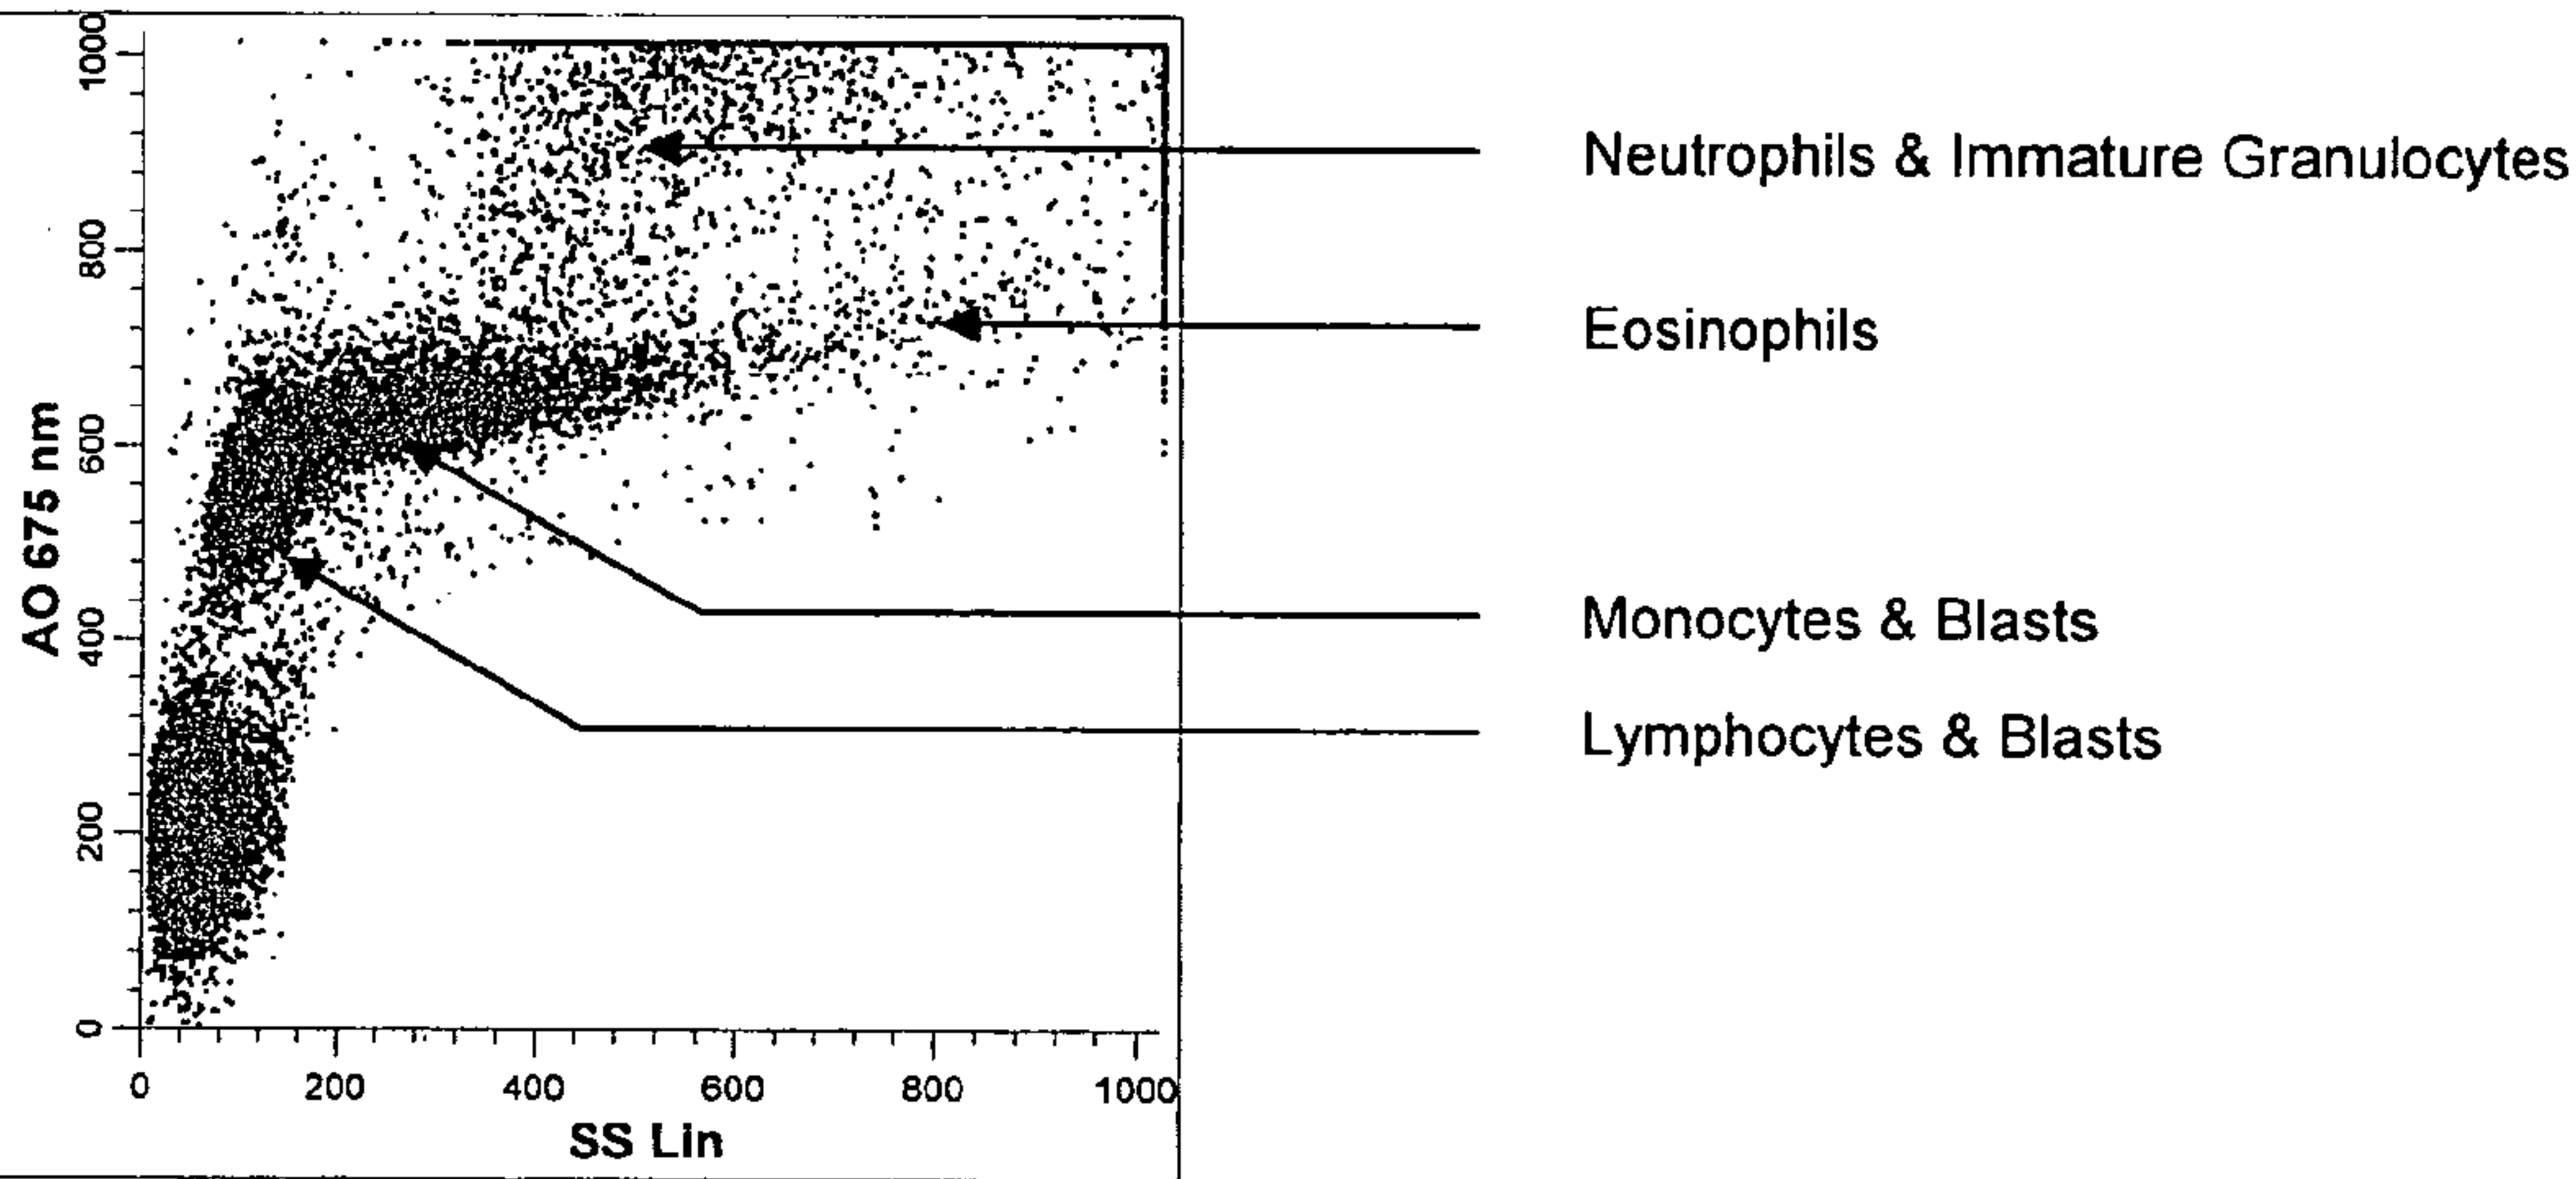 1000
800
600
400
200
0
AO 675 nm
0 200 400 600 800 1000
SS Lin
Neutrophils & Immature Granulocytes
Eosinophils
Monocytes & Blasts
Lymphocytes & Blasts